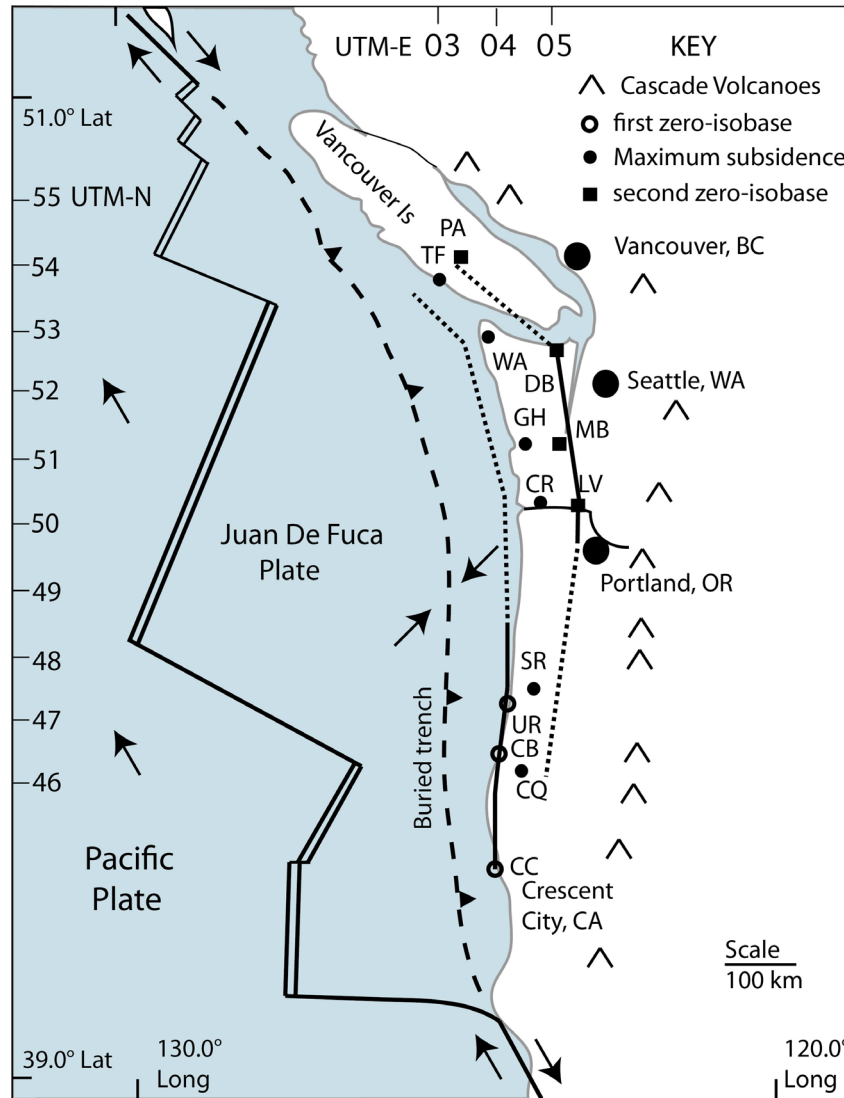 UTM-E 03 04 05 KEY
Cascade Volcanoes
first zero-isobase
Maximum subsidence
second zero-isobase
51.0° Lat
UTM-N
55
54
53
52
51
50
49
48
47
46
Vancouver Is
PA
TF
Vancouver, BC
WA
DB
Seattle, WA
GH
MB
CR
LV
Juan De Fuca
Plate
Portland, OR
SR
UR
CB
CQ
Buried trench
CC
Crescent
City, CA
Pacific
Plate
Scale
100 km
39.0° Lat
130.0°
Long
120.0°
Long